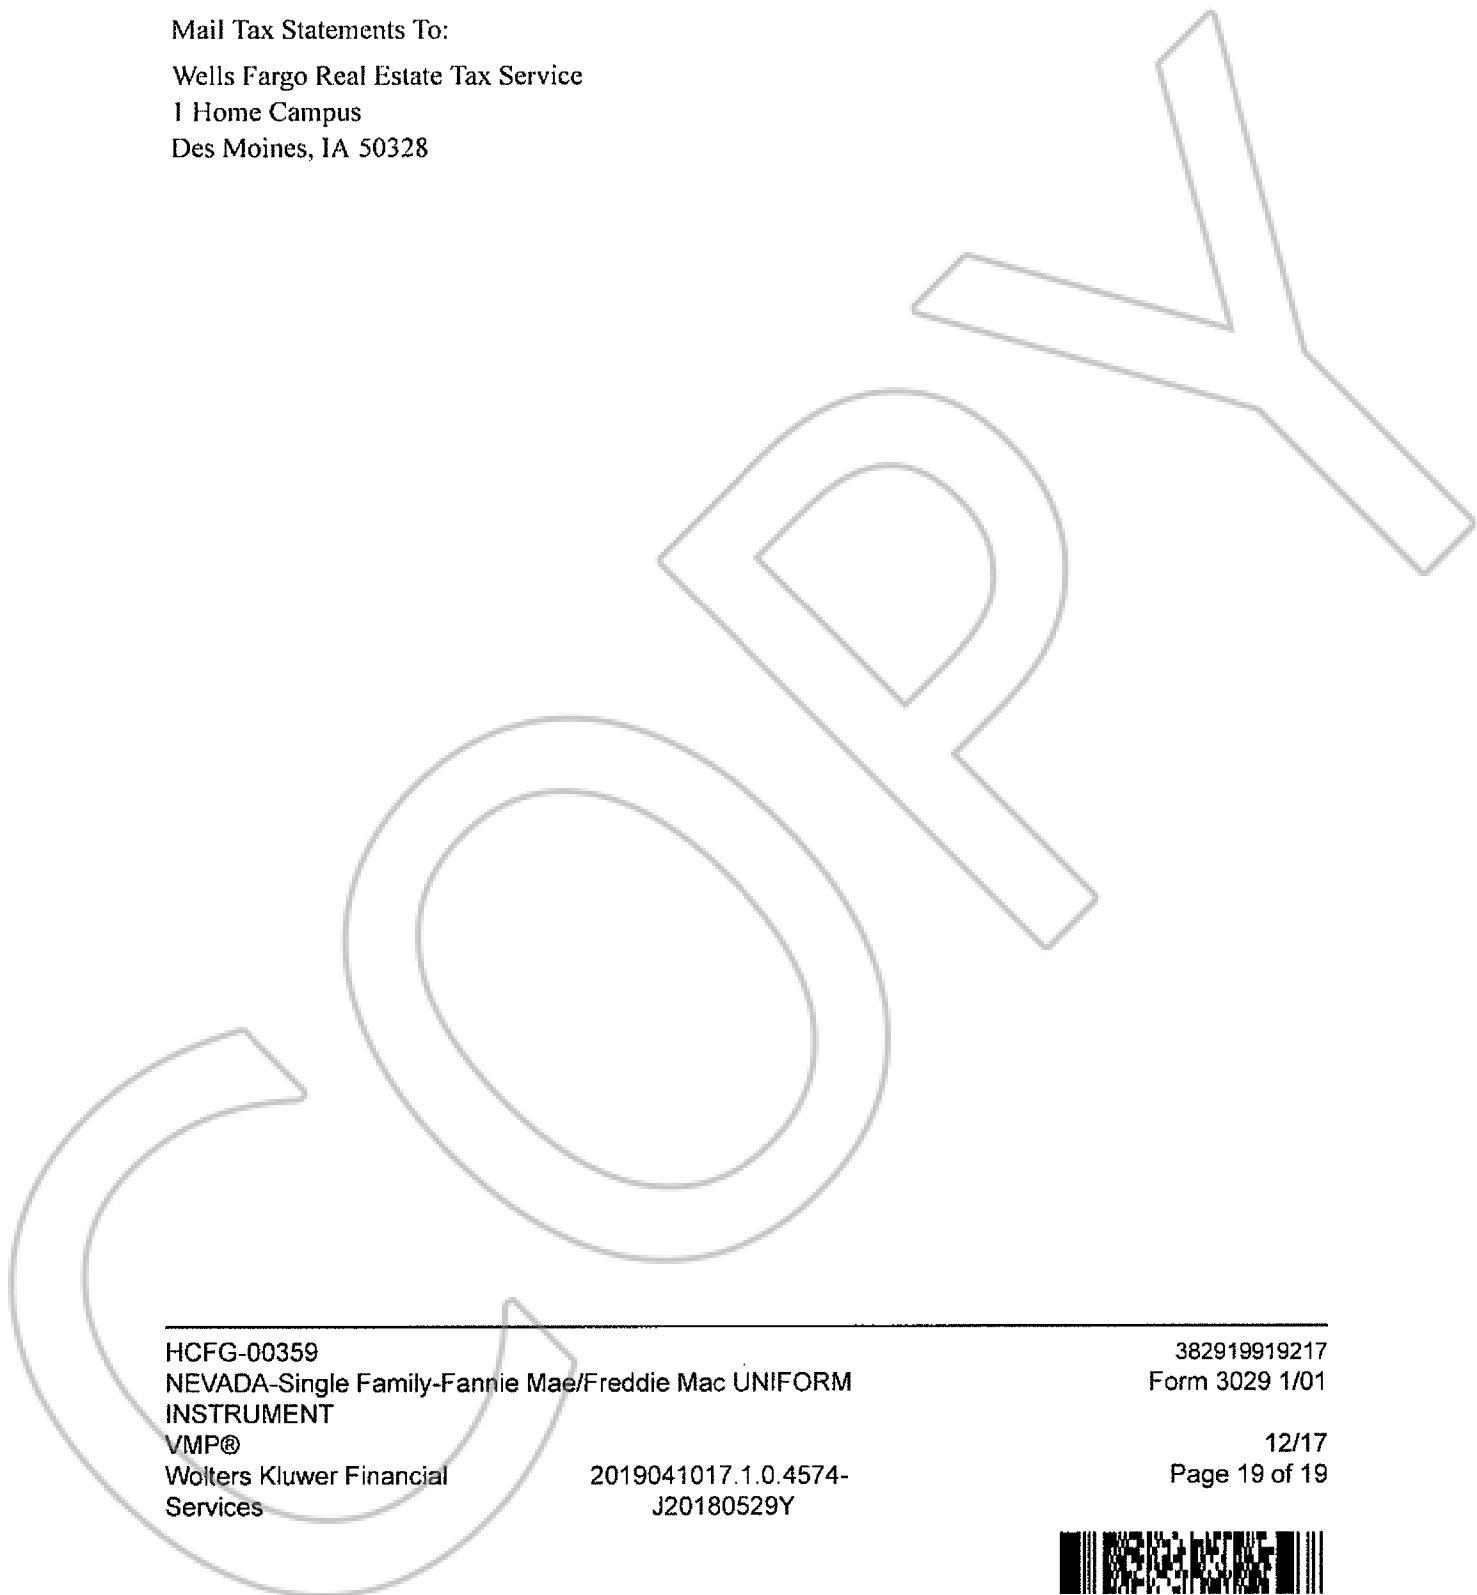 Mail Tax Statements To:
Wells Fargo Real Estate Tax Service
1 Home Campus
Des Moines, IA 50328
COPY
HCFG-00359 382919919217
NEVADA-Single Family-Fannie Mae/Freddie Mac UNIFORM Form 3029 1/01
INSTRUMENT
VMP® 12/17
Wolters Kluwer Financial 2019041017.1.0.4574- Page 19 of 19
Services J20180529Y